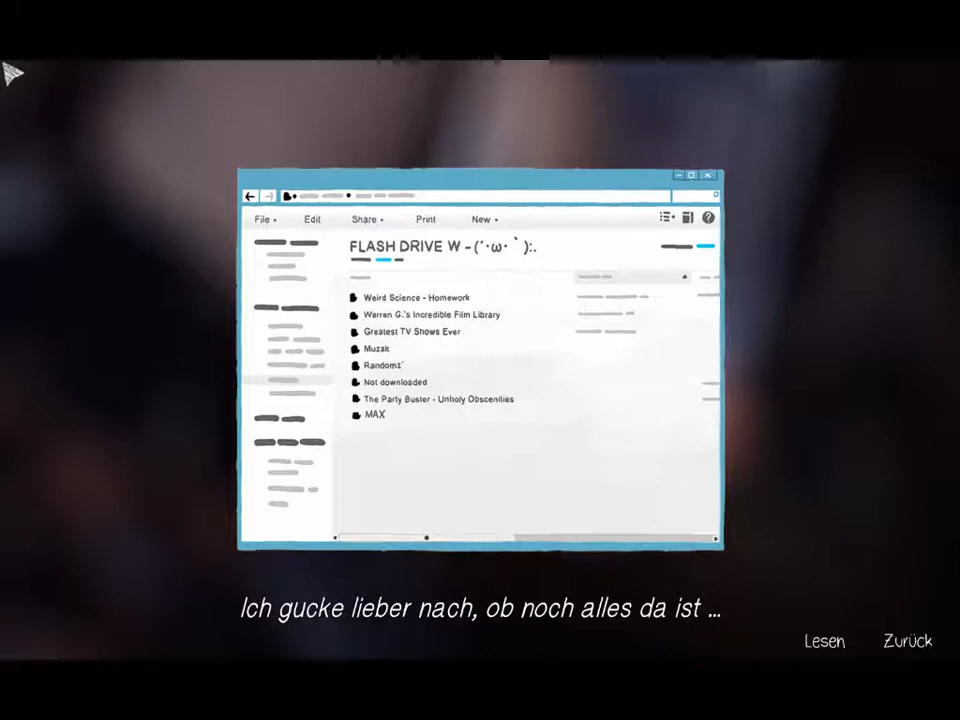 File Edit Share Print New
FLASH DRIVE W - (´･ω･`):.
Weird Science - Homework
Warren G.'s Incredible Film Library
Greatest TV Shows Ever
Muzak
Randomz'
Not downloaded
The Party Buster - Unholy Obscenities
MAX
Ich gucke lieber nach, ob noch alles da ist ...
Lesen Zurück